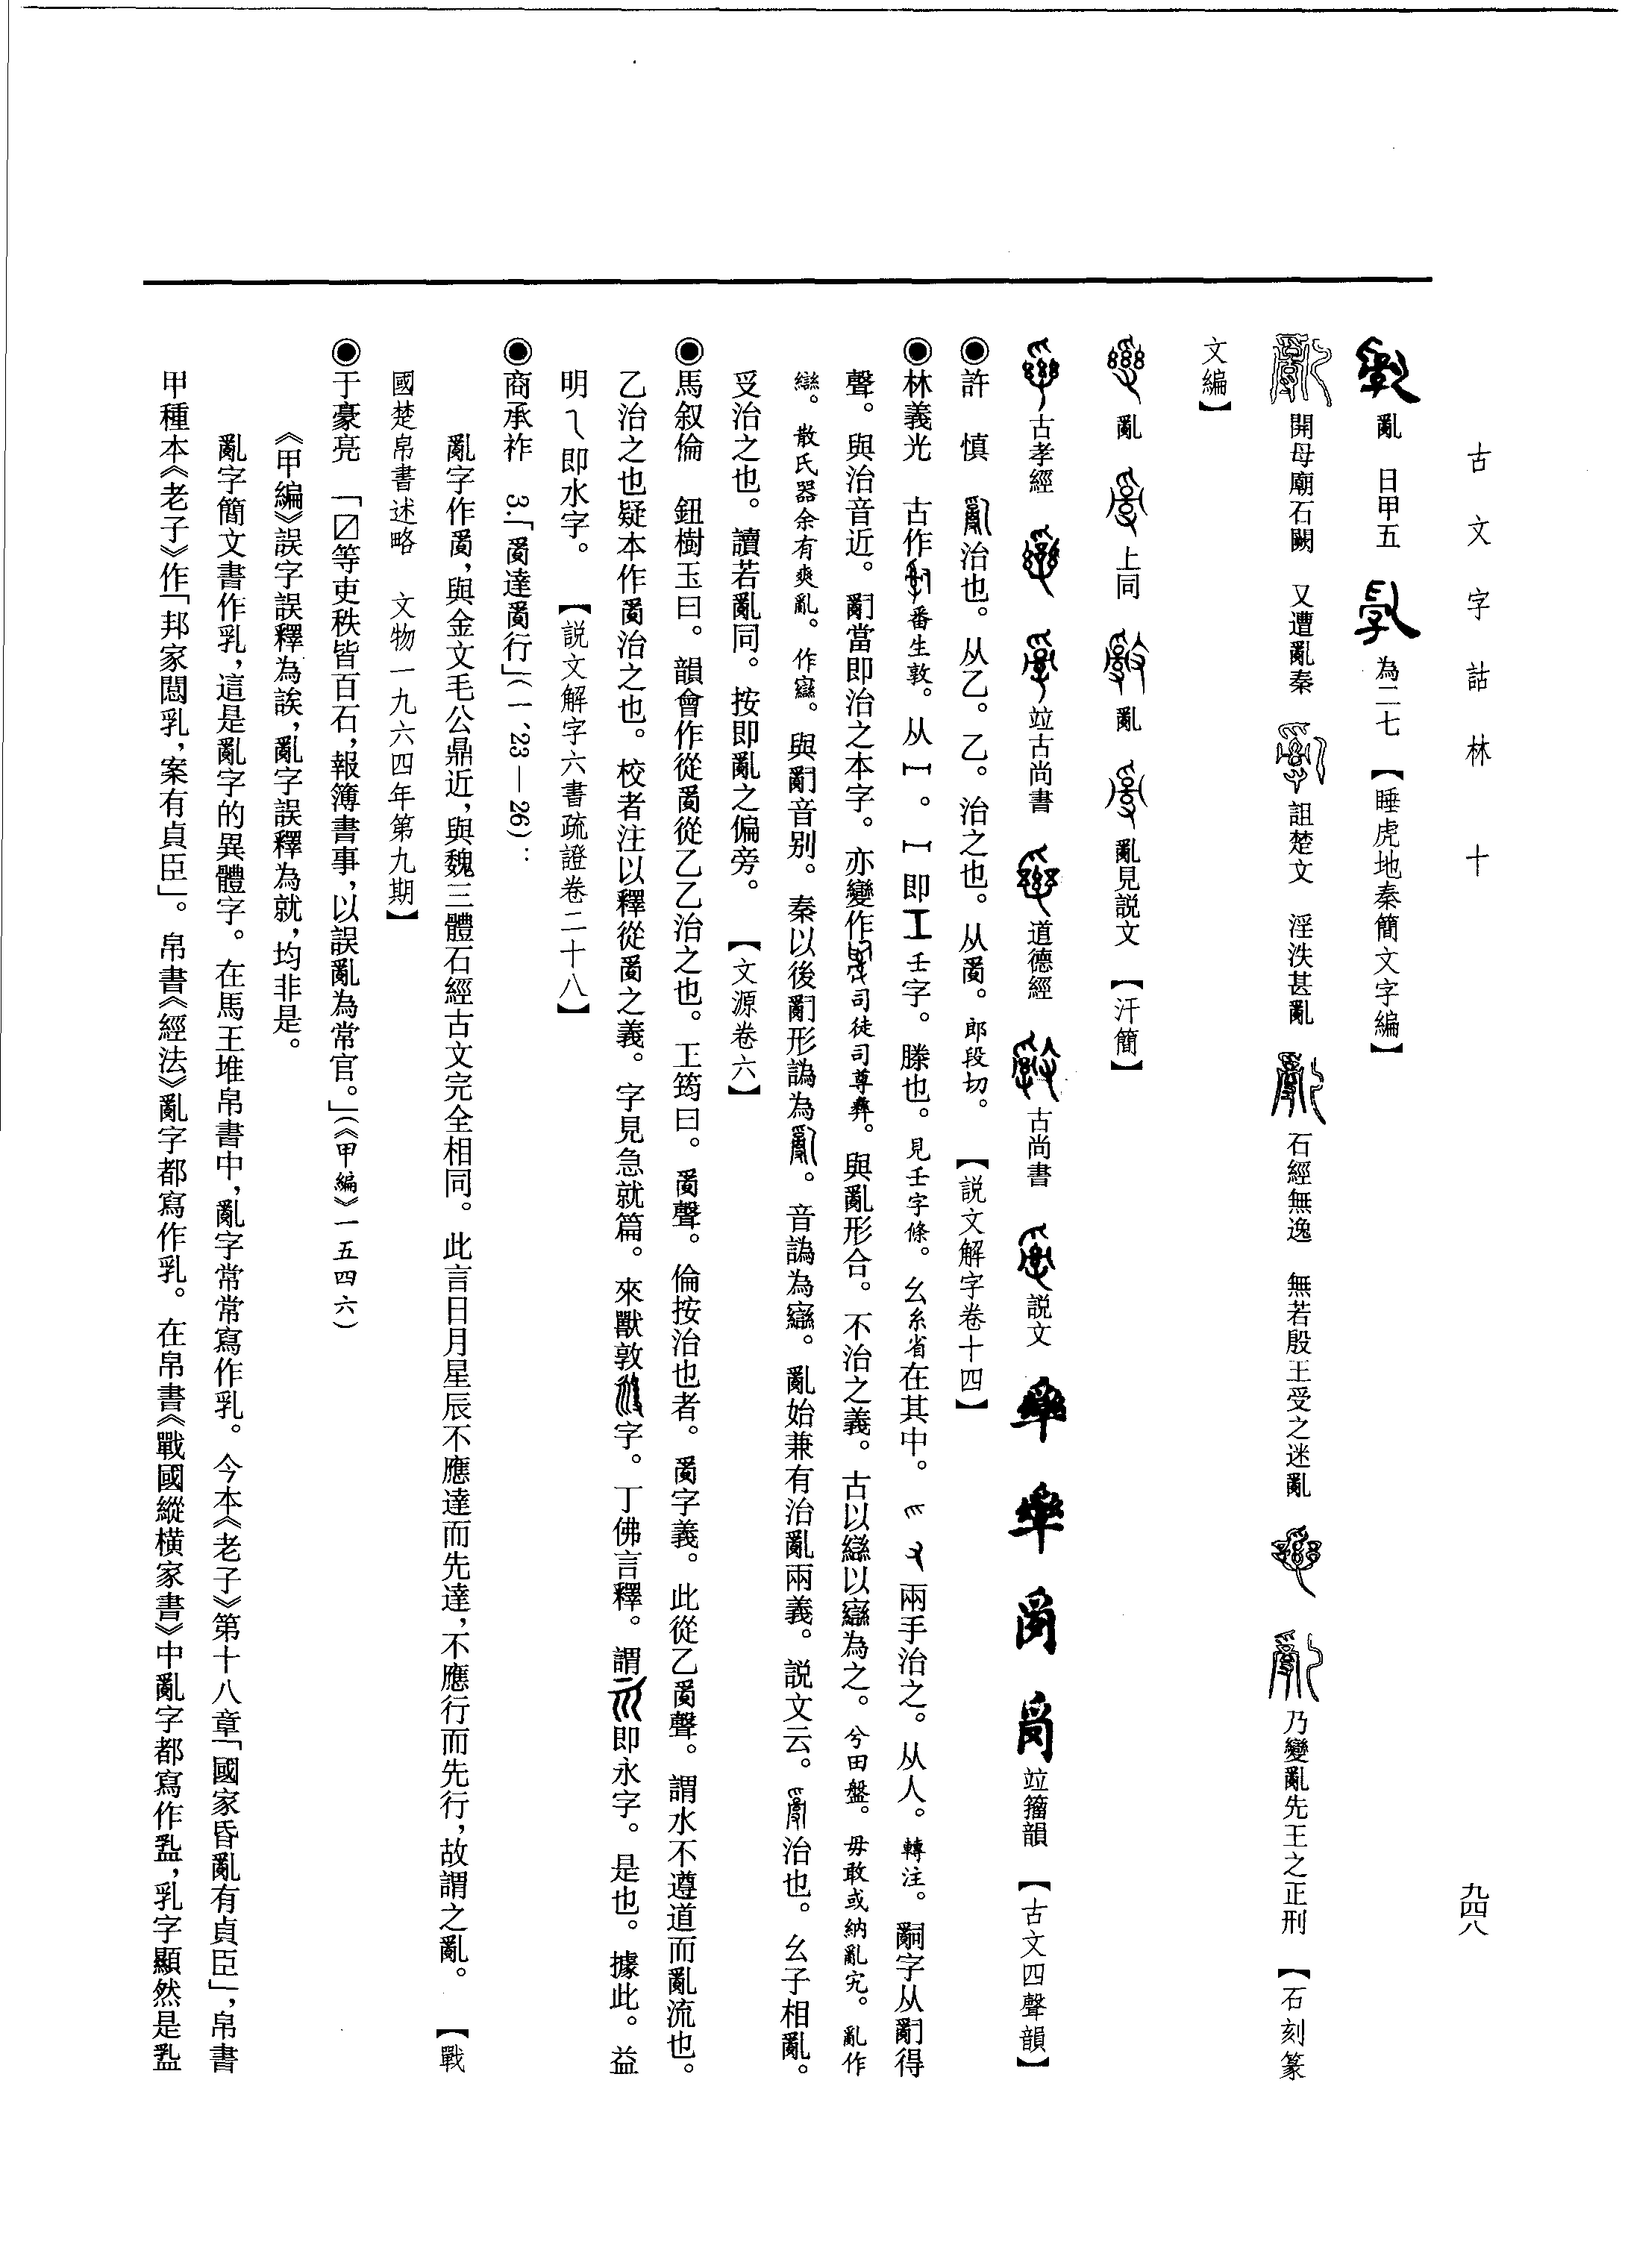 古文字詁林 十
九四八
亂 日甲五 為二七 【睡虎地秦簡文字編】
開母廟石闕 又遭亂秦 詛楚文 淫泆甚亂 石經無逸 無若殷王受之迷亂 乃變亂先王之正刑 【石刻篆
文編】
亂 上同 亂 亂見説文 【汗簡】
古孝經 竝古尚書 道德經 古尚書 説文 竝籀韻 【古文四聲韻】
◉許 慎 亂治也。从乙。乙。治之也。从𤔔。郎段切。 【説文解字卷十四】
◉林義光 古作 番生敦。从 。 即工壬字。縢也。見壬字條。幺糸省在其中。 兩手治之。从人。轉注。嗣字从 得
聲。與治音近。 當即治之本字。亦變作 司徒司尊彝。與亂形合。不治之義。古以䜌以 為之。兮田盤。毋敢或納亂宄。亂作
䜌。散氏器余有爽亂。作 。與 音别。秦以後 形譌為亂。音譌為 。亂始兼有治亂兩義。説文云。𤔔治也。幺子相亂。
𠬪治之也。讀若亂同。按即亂之偏旁。 【文源卷六】
◉馬叙倫 鈕樹玉曰。韻會作從𤔔從乙乙治之也。王筠曰。𤔔聲。倫按治也者。𤔔字義。此從乙𤔔聲。謂水不遵道而亂流也。
乙治之也疑本作𤔔治之也。校者注以釋從𤔔之義。字見急就篇。來獸敦 字。丁佛言釋。謂 即永字。是也。據此。益
明乀即水字。 【説文解字六書疏證卷二十八】
◉商承祚 3.「𤔔達𤔔行」(一、23—26)：
亂字作𤔔，與金文毛公鼎近，與魏三體石經古文完全相同。此言日月星辰不應達而先達，不應行而先行，故謂之亂。 【戰
國楚帛書述略 文物一九六四年第九期】
◉于豪亮 「〼等吏秩皆百石，報簿書事，以誤亂為常官。」(《甲編》一五四六)
《甲編》誤字誤釋為誒，亂字誤釋為就，均非是。
亂字簡文書作乳，這是亂字的異體字。在馬王堆帛書中，亂字常常寫作乳。今本《老子》第十八章「國家昏亂有貞臣」，帛書
甲種本《老子》作「邦家閭乳，案有貞臣」。帛書《經法》亂字都寫作乳。在帛書《戰國縱横家書》中亂字都寫作 ，乳字顯然是